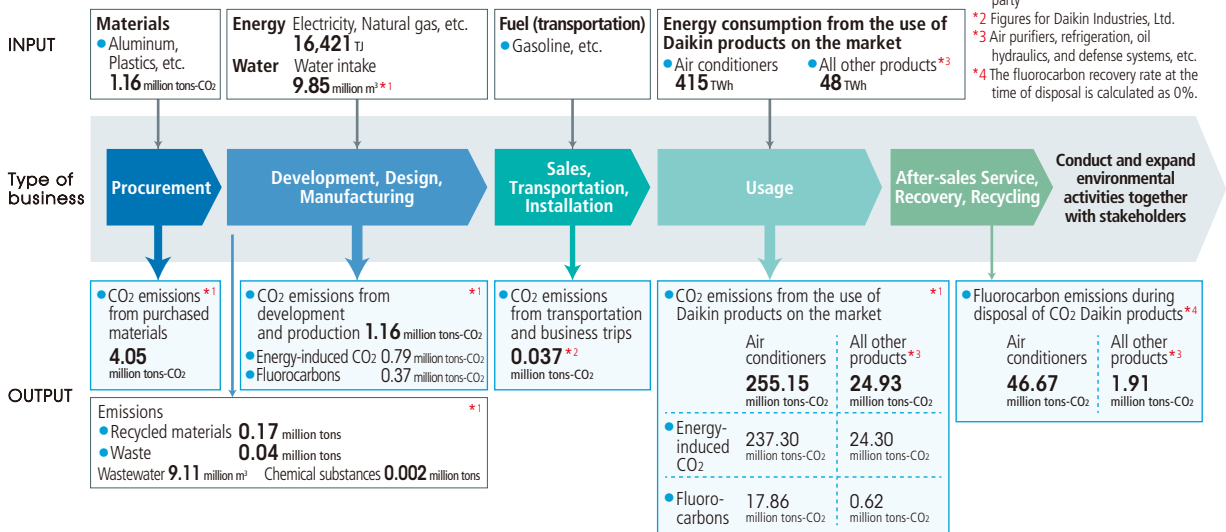 party
*2 Figures for Daikin Industries, Ltd.
*3 Air purifiers, refrigeration, oil
hydraulics, and defense systems, etc.
*4 The fluorocarbon recovery rate at the
time of disposal is calculated as 0%.
INPUT
Materials
Aluminum,
Plastics, etc.
1.16 million tons-CO2
Energy Electricity, Natural gas, etc.
16,421 TJ
Water Water intake
9.85 million m³ *1
Fuel (transportation)
Gasoline, etc.
Energy consumption from the use of
Daikin products on the market
Air conditioners
415 TWh
All other products*3
48 TWh
Type of
business
Procurement
Development, Design,
Manufacturing
Sales,
Transportation,
Installation
Usage
After-sales Service,
Recovery, Recycling
Conduct and expand
environmental
activities together
with stakeholders
OUTPUT
CO2 emissions *1
from purchased
materials
4.05
million tons-CO2
CO2 emissions from *1
development
and production 1.16 million tons-CO2
Energy-induced CO2 0.79 million tons-CO2
Fluorocarbons 0.37 million tons-CO2
Emissions *1
Recycled materials 0.17 million tons
Waste 0.04 million tons
Wastewater 9.11 million m³ Chemical substances 0.002 million tons
CO2 emissions
from transportation
and business trips
0.037 *2
million tons-CO2
CO2 emissions from the use of *1
Daikin products on the market
Air All other
conditioners products*3
255.15 24.93
million tons-CO2 million tons-CO2
Energy-
induced 237.30 24.30
CO2 million tons-CO2 million tons-CO2
Fluoro- 17.86 0.62
carbons million tons-CO2 million tons-CO2
Fluorocarbon emissions during
disposal of CO2 Daikin products*4
Air All other
conditioners products*3
46.67 1.91
million tons-CO2 million tons-CO2